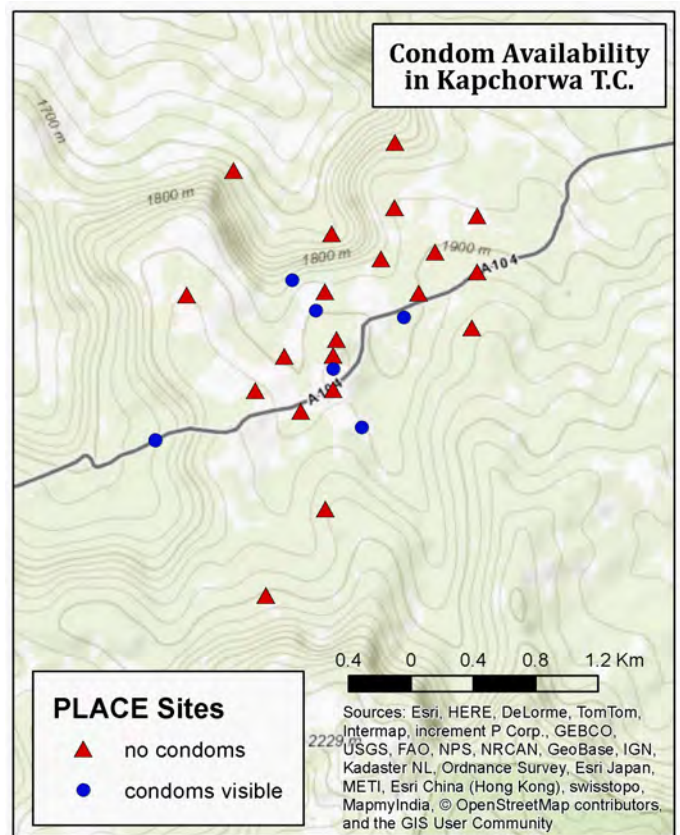 Condom Availability
in Kapchorwa T.C.
1700 m
1800 m
1800 m
1900 m
A104
A104
0.4 0 0.4 0.8 1.2 Km
PLACE Sites
no condoms
condoms visible
2229 m
Sources: Esri, HERE, DeLorme, TomTom,
Intermap, increment P Corp., GEBCO,
USGS, FAO, NPS, NRCAN, GeoBase, IGN,
Kadaster NL, Ordnance Survey, Esri Japan,
METI, Esri China (Hong Kong), swisstopo,
MapmyIndia, © OpenStreetMap contributors,
and the GIS User Community